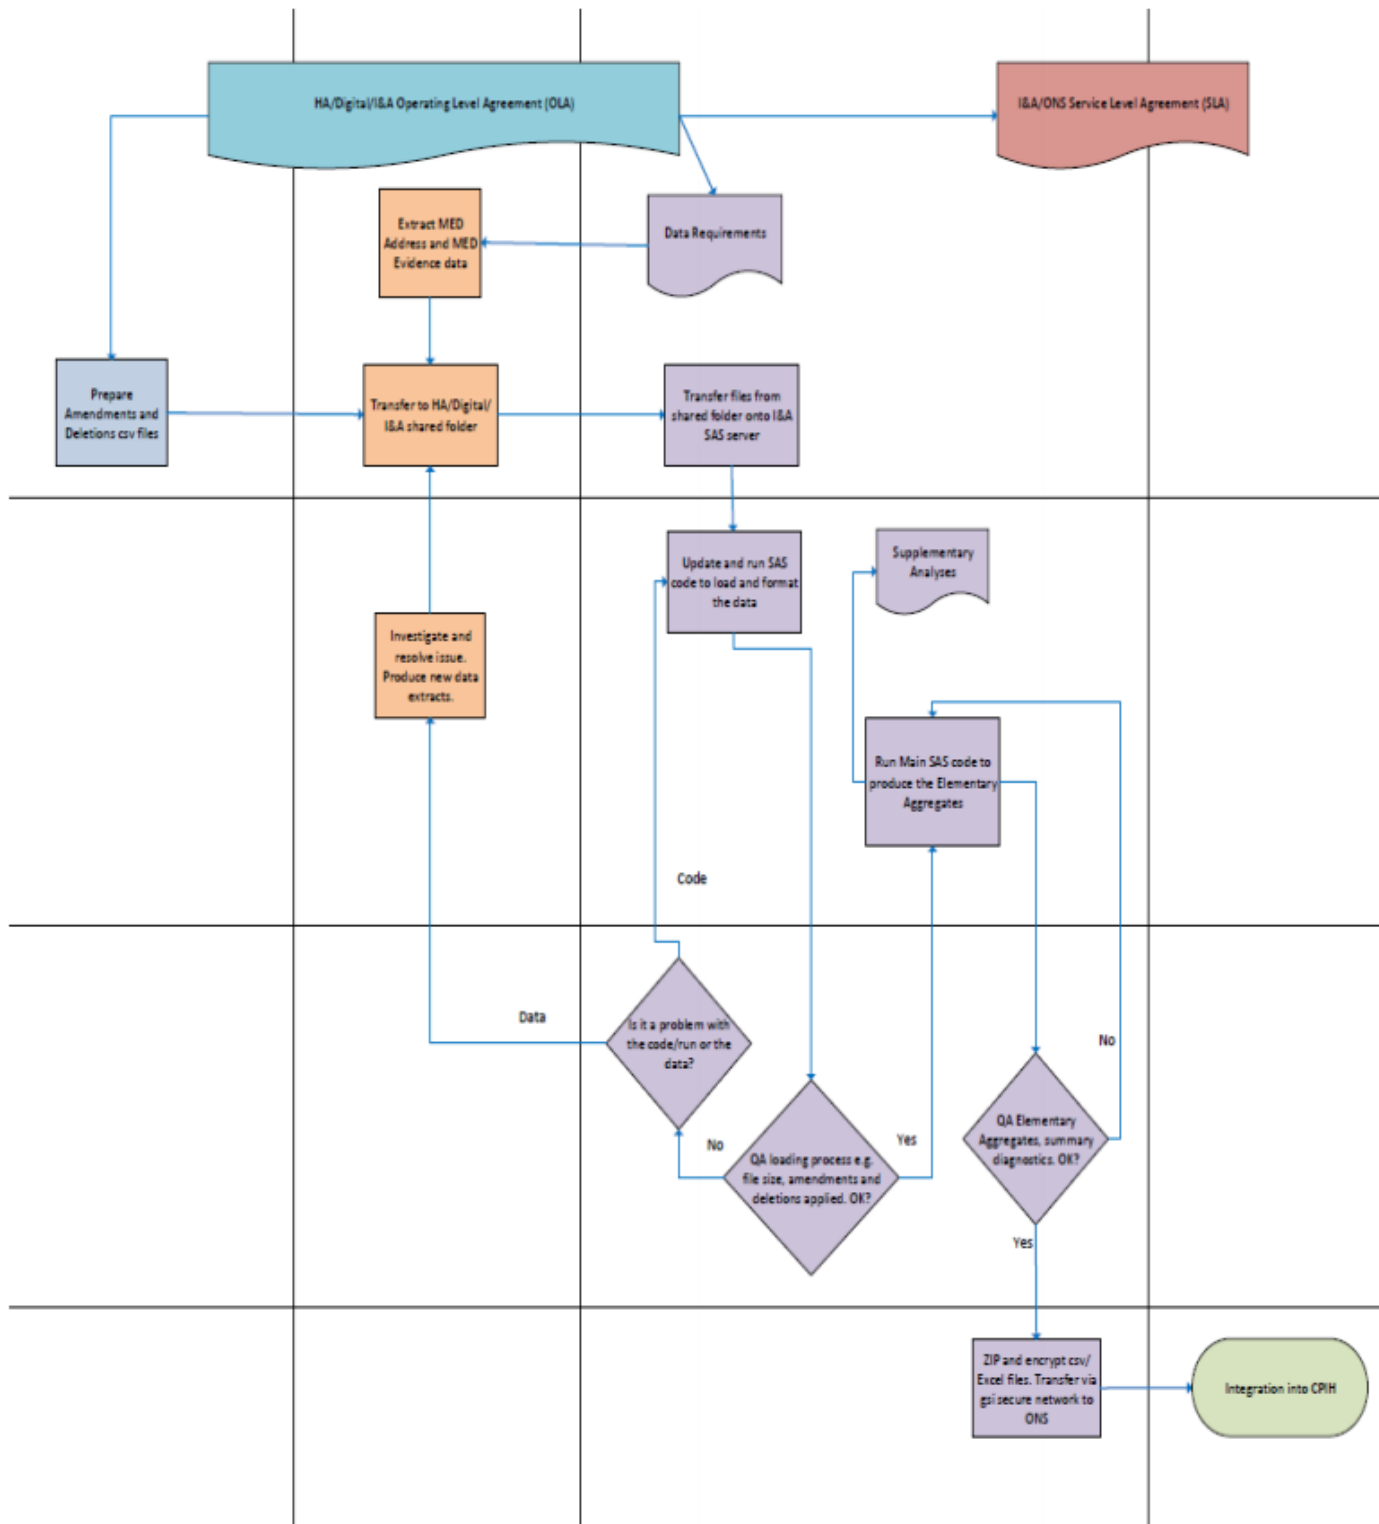 HA/Digital/I&A Operating Level Agreement (OLA)
I&A/ONS Service Level Agreement (SLA)
Extract MED
Address and MED
Evidence data
Data Requirements
Prepare
Amendments and
Deletions csv files
Transfer to HA/Digital/
I&A shared folder
Transfer files from
shared folder onto I&A
SAS server
Update and run SAS
code to load and format
the data
Supplementary
Analyses
Investigate and
resolve issue.
Produce new data
extracts.
Run Main SAS code to
produce the Elementary
Aggregates
Code
Data
Is it a problem with
the code/run or the
data?
No
QA Elementary
Aggregates, summary
diagnostics. OK?
No
Yes
QA loading process e.g.
file size, amendments and
deletions applied. OK?
Yes
ZIP and encrypt csv/
Excel files. Transfer via
gsi secure network to
ONS
Integration into CPIH